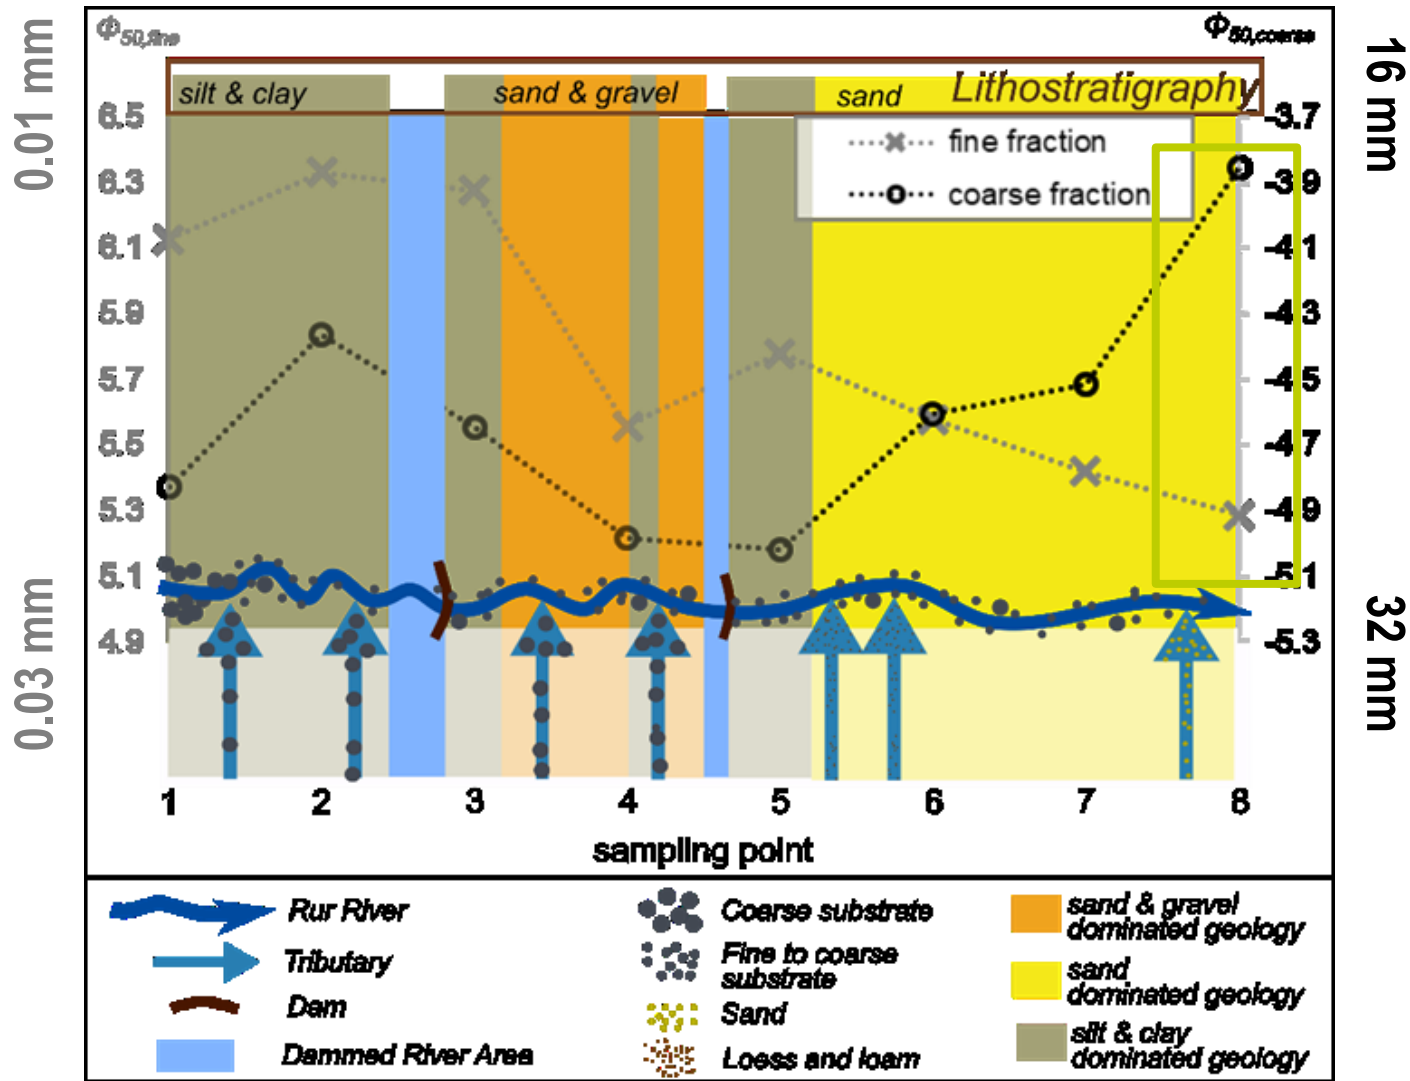 Φ50,fine
Φ50,coarse
0.01 mm
16 mm
silt & clay
sand & gravel
sand
Lithostratigraphy
fine fraction
coarse fraction
6.5
6.3
6.1
5.9
5.7
5.5
5.3
5.1
4.9
-3.7
-3.9
-4.1
-4.3
-4.5
-4.7
-4.9
-5.1
-5.3
0.03 mm
32 mm
1 2 3 4 5 6 7 8
sampling point
Rur River
Tributary
Dam
Dammed River Area
Coarse substrate
Fine to coarse
substrate
Sand
Loess and loam
sand & gravel
dominated geology
sand
dominated geology
silt & clay
dominated geology